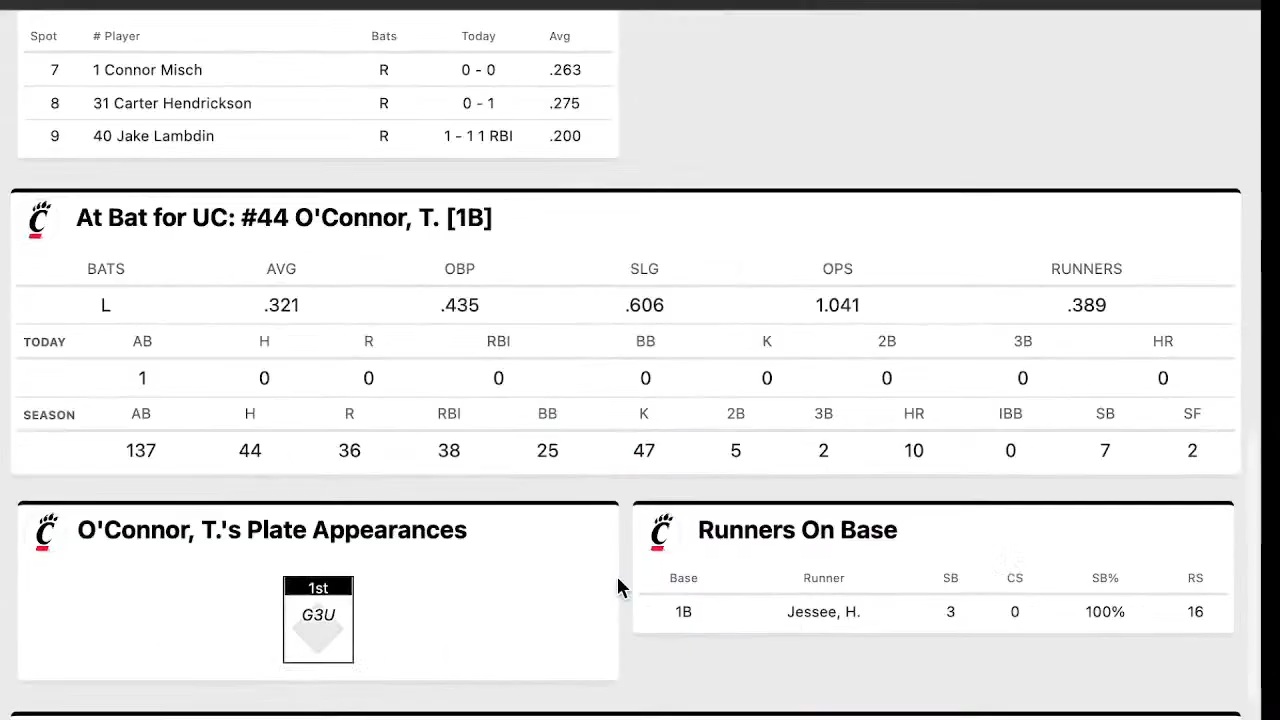 Spot # Player Bats Today Avg
7 1 Connor Misch R 0 - 0 .263
8 31 Carter Hendrickson R 0 - 1 .275
9 40 Jake Lambdin R 1 - 1 1 RBI .200
At Bat for UC: #44 O'Connor, T. [1B]
BATS AVG OBP SLG OPS RUNNERS
L .321 .435 .606 1.041 .389
TODAY AB H R RBI BB K 2B 3B HR
1 0 0 0 0 0 0 0 0
SEASON AB H R RBI BB K 2B 3B HR IBB SB SF
137 44 36 38 25 47 5 2 10 0 7 2
O'Connor, T.'s Plate Appearances
1st
G3U
Runners On Base
Base Runner SB CS SB% RS
1B Jessee, H. 3 0 100% 16